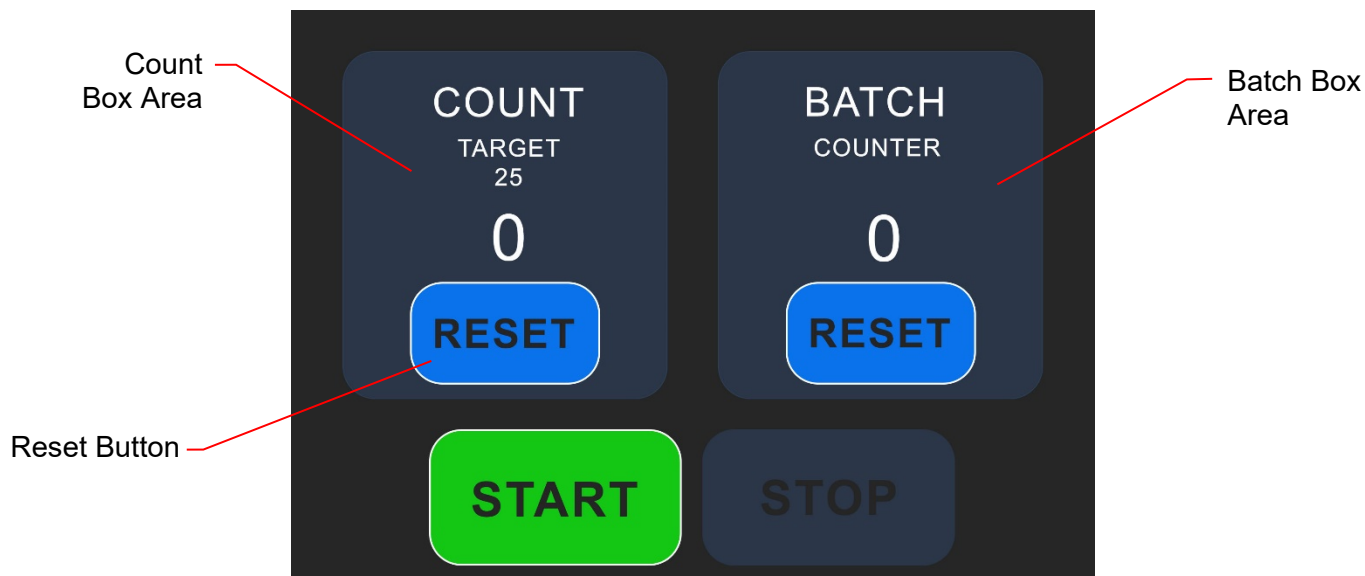 Count
Box Area
COUNT
TARGET
25
0
RESET
BATCH
COUNTER
0
RESET
Batch Box
Area
Reset Button
START
STOP